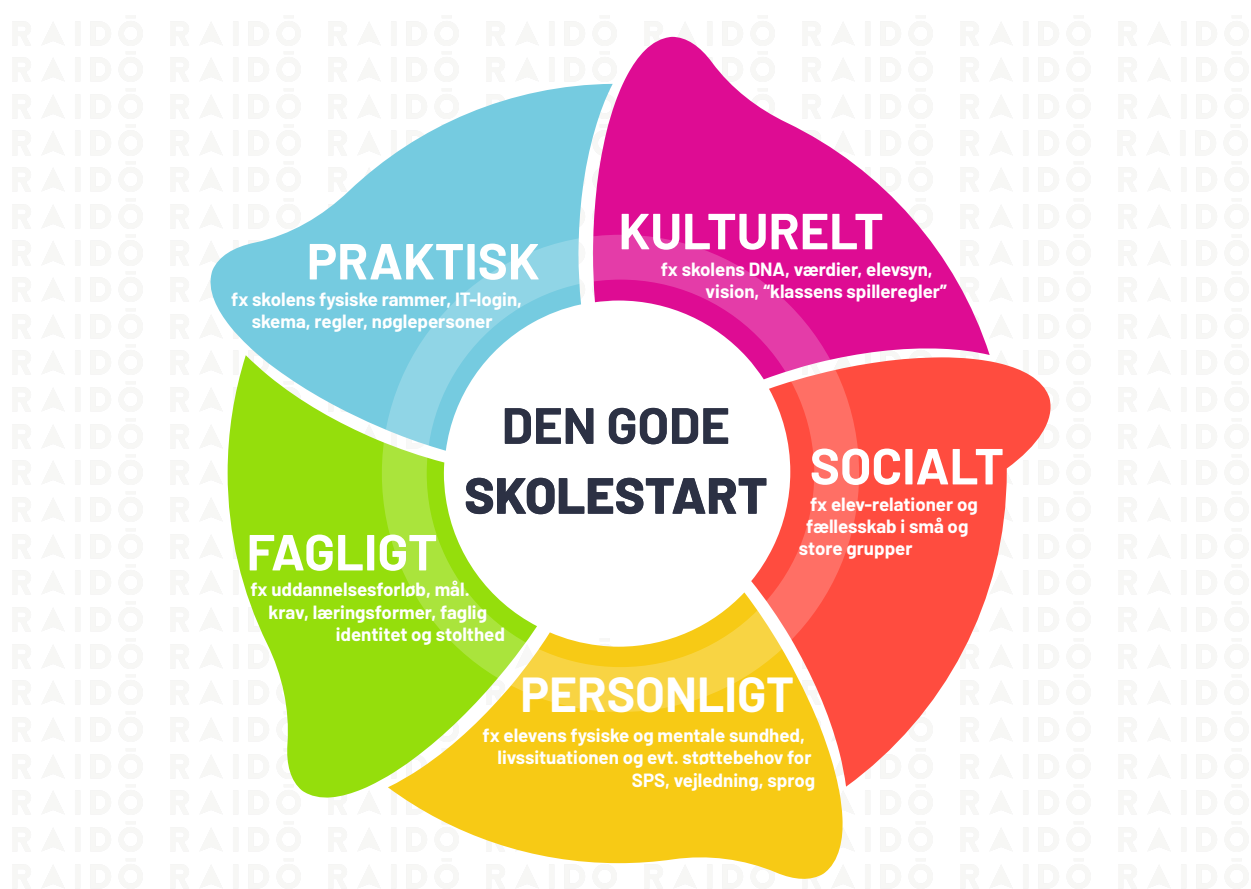 RAIDŌ
KULTURELT
fx skolens DNA, værdier, elevsyn,
vision, “klassens spilleregler”
PRAKTISK
fx skolens fysiske rammer, IT-login,
skema, regler, nøglepersoner
DEN GODE
SKOLESTART
SOCIALT
fx elev-relationer og
fællesskab i små og
store grupper
FAGLIGT
fx uddannelsesforløb, mål.
krav, læringsformer, faglig
identitet og stolthed
PERSONLIGT
fx elevens fysiske og mentale sundhed,
livssituationen og evt. støttebehov for
SPS, vejledning, sprog